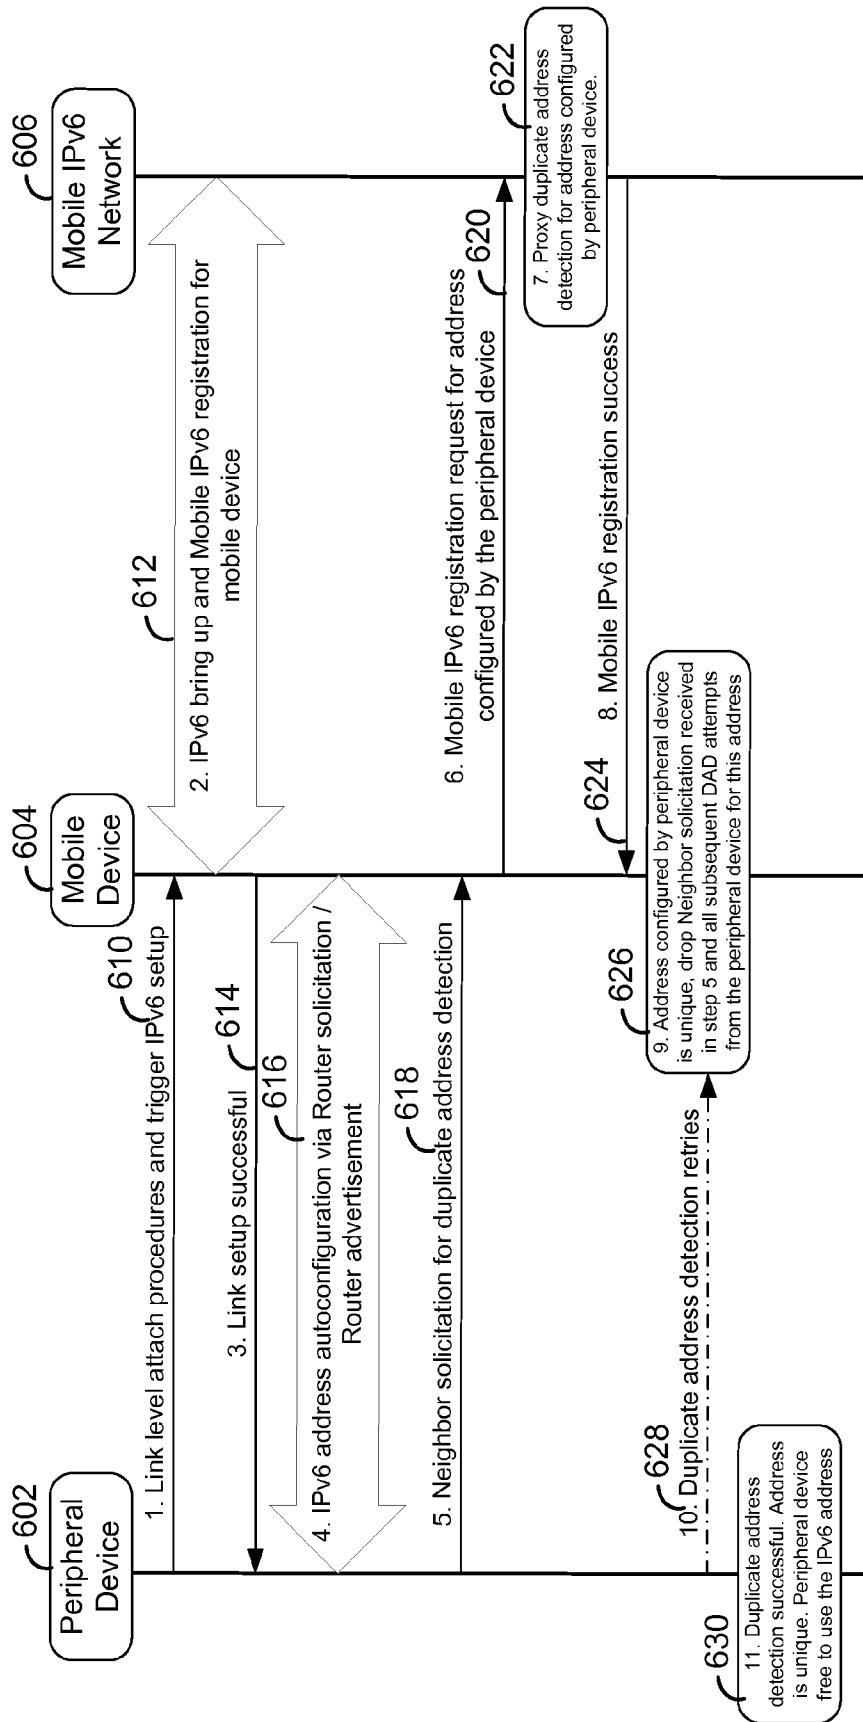 602
Peripheral
Device
604
Mobile
Device
606
Mobile IPv6
Network
610
1. Link level attach procedures and trigger IPv6 setup
612
2. IPv6 bring up and Mobile IPv6 registration for
mobile device
614
3. Link setup successful
616
4. IPv6 address autoconfiguration via Router solicitation /
Router advertisement
618
5. Neighbor solicitation for duplicate address detection
6. Mobile IPv6 registration request for address
configured by the peripheral device
620
622
7. Proxy duplicate address
detection for address configured
by peripheral device.
624
8. Mobile IPv6 registration success
626
9. Address configured by peripheral device
is unique, drop Neighbor solicitation received
in step 5 and all subsequent DAD attempts
from the peripheral device for this address
628
10. Duplicate address detection retries
630
11. Duplicate address
detection successful. Address
is unique. Peripheral device
free to use the IPv6 address